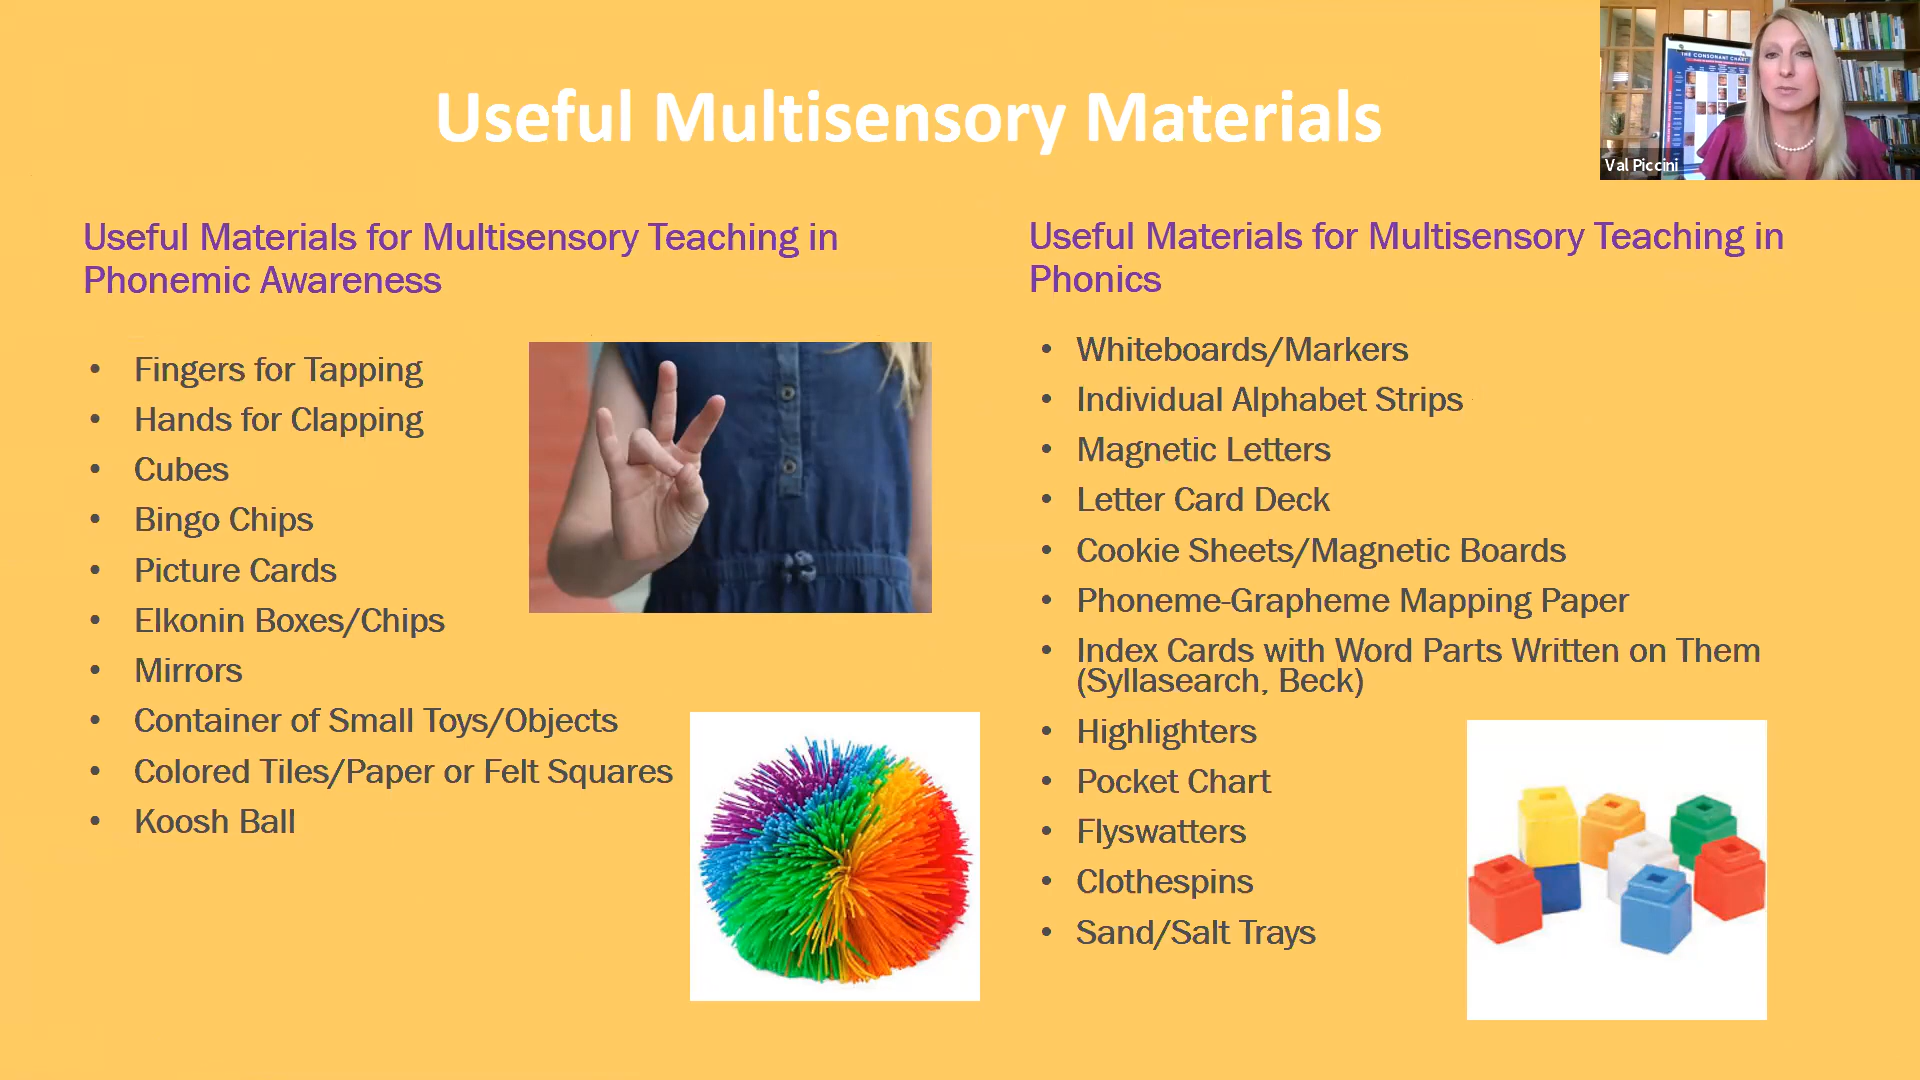 Useful Multisensory Materials
THE CONSONANT CHART
Val Piccini
Useful Materials for Multisensory Teaching in
Phonemic Awareness
• Fingers for Tapping
• Hands for Clapping
• Cubes
• Bingo Chips
• Picture Cards
• Elkonin Boxes/Chips
• Mirrors
• Container of Small Toys/Objects
• Colored Tiles/Paper or Felt Squares
• Koosh Ball
Useful Materials for Multisensory Teaching in
Phonics
• Whiteboards/Markers
• Individual Alphabet Strips
• Magnetic Letters
• Letter Card Deck
• Cookie Sheets/Magnetic Boards
• Phoneme-Grapheme Mapping Paper
• Index Cards with Word Parts Written on Them
(Syllasearch, Beck)
• Highlighters
• Pocket Chart
• Flyswatters
• Clothespins
• Sand/Salt Trays